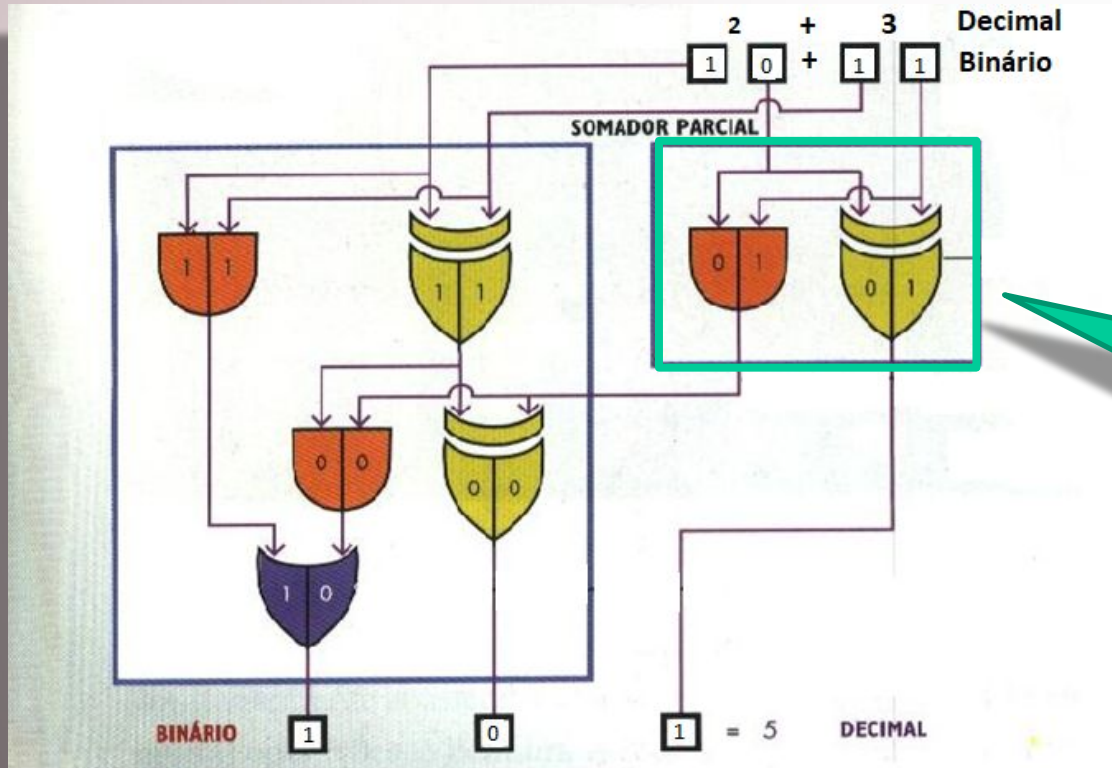 2 + 3 Decimal
1 0 + 1 1 Binário
SOMADOR PARCIAL
1 1
1 1
0 1
0 1
0 0
0 0
1 0
BINÁRIO 1 0 1 = 5 DECIMAL